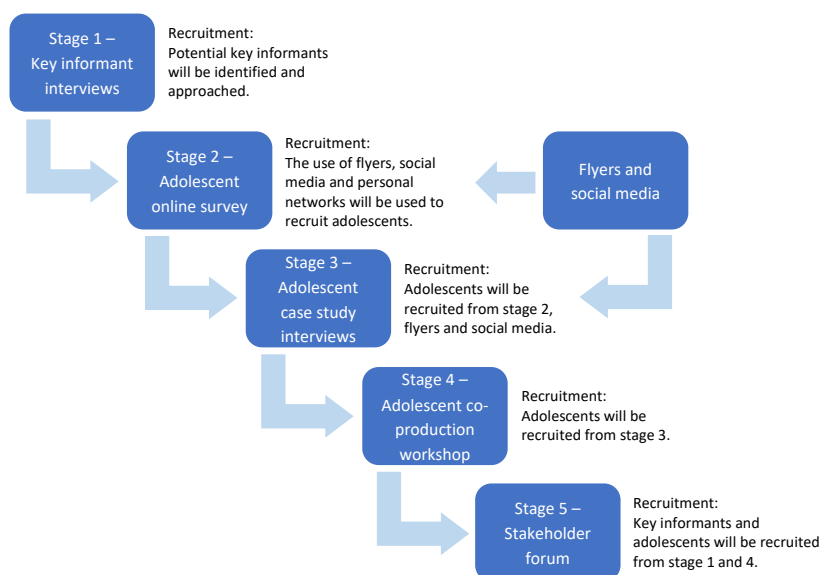 Stage 1 –
Key informant
interviews
Recruitment:
Potential key informants
will be identified and
approached.
Stage 2 –
Adolescent
online survey
Recruitment:
The use of flyers, social
media and personal
networks will be used to
recruit adolescents.
Flyers and
social media
Stage 3 –
Adolescent
case study
interviews
Recruitment:
Adolescents will be
recruited from stage 2,
flyers and social media.
Stage 4 –
Adolescent co-
production
workshop
Recruitment:
Adolescents will be
recruited from stage 3.
Stage 5 –
Stakeholder
forum
Recruitment:
Key informants and
adolescents will be recruited
from stage 1 and 4.